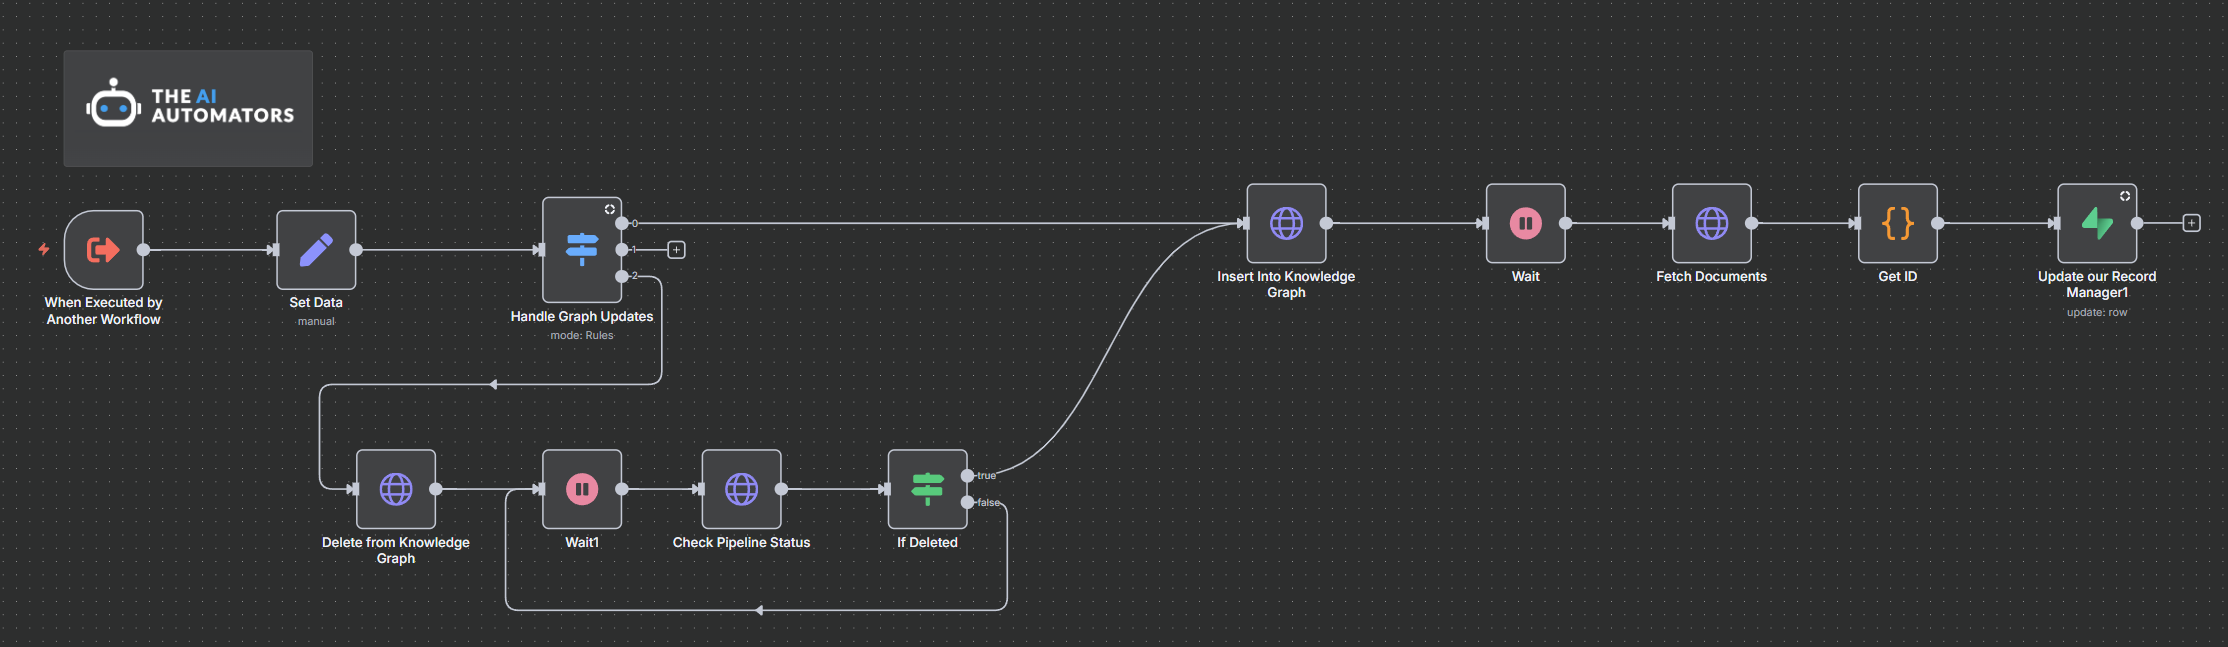 THE AI
AUTOMATORS
When Executed by
Another Workflow
Set Data
manual
0
1
2
Handle Graph Updates
mode: Rules
Insert Into Knowledge
Graph
Wait
Fetch Documents
Get ID
Update our Record
Manager1
update: row
Delete from Knowledge
Graph
Wait1
Check Pipeline Status
true
false
If Deleted